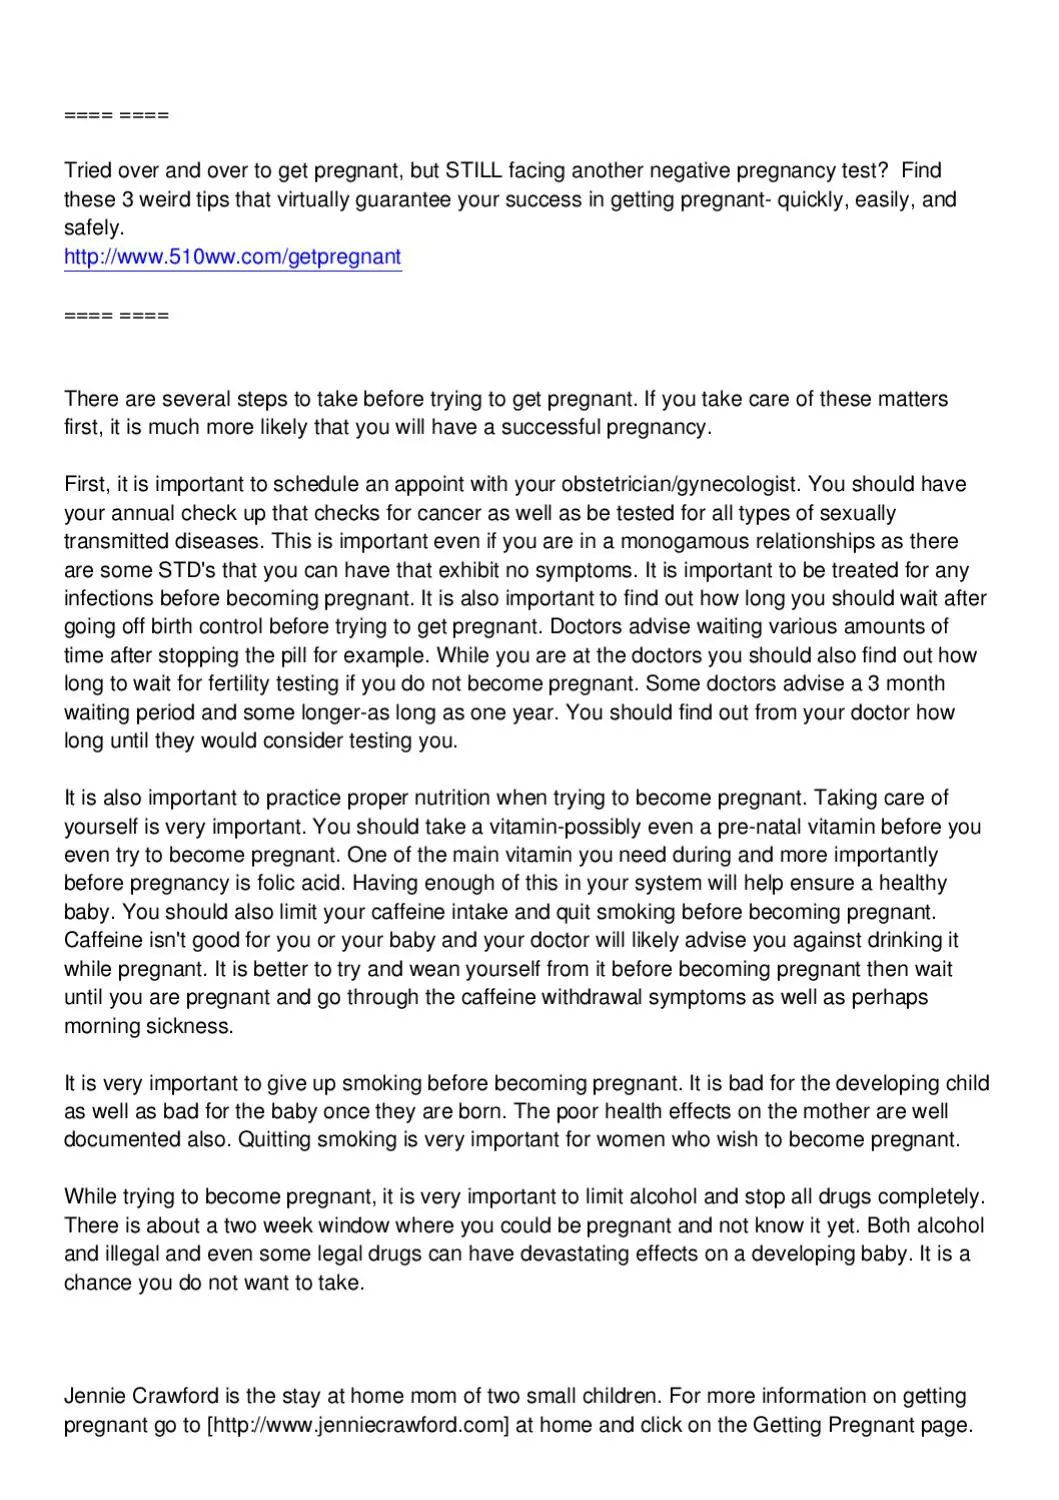 ==== ====
Tried over and over to get pregnant, but STILL facing another negative pregnancy test?  Find
these 3 weird tips that virtually guarantee your success in getting pregnant- quickly, easily, and
safely.
http://www.510ww.com/getpregnant
==== ====
There are several steps to take before trying to get pregnant. If you take care of these matters
first, it is much more likely that you will have a successful pregnancy.
First, it is important to schedule an appoint with your obstetrician/gynecologist. You should have
your annual check up that checks for cancer as well as be tested for all types of sexually
transmitted diseases. This is important even if you are in a monogamous relationships as there
are some STD's that you can have that exhibit no symptoms. It is important to be treated for any
infections before becoming pregnant. It is also important to find out how long you should wait after
going off birth control before trying to get pregnant. Doctors advise waiting various amounts of
time after stopping the pill for example. While you are at the doctors you should also find out how
long to wait for fertility testing if you do not become pregnant. Some doctors advise a 3 month
waiting period and some longer-as long as one year. You should find out from your doctor how
long until they would consider testing you.
It is also important to practice proper nutrition when trying to become pregnant. Taking care of
yourself is very important. You should take a vitamin-possibly even a pre-natal vitamin before you
even try to become pregnant. One of the main vitamin you need during and more importantly
before pregnancy is folic acid. Having enough of this in your system will help ensure a healthy
baby. You should also limit your caffeine intake and quit smoking before becoming pregnant.
Caffeine isn't good for you or your baby and your doctor will likely advise you against drinking it
while pregnant. It is better to try and wean yourself from it before becoming pregnant then wait
until you are pregnant and go through the caffeine withdrawal symptoms as well as perhaps
morning sickness.
It is very important to give up smoking before becoming pregnant. It is bad for the developing child
as well as bad for the baby once they are born. The poor health effects on the mother are well
documented also. Quitting smoking is very important for women who wish to become pregnant.
While trying to become pregnant, it is very important to limit alcohol and stop all drugs completely.
There is about a two week window where you could be pregnant and not know it yet. Both alcohol
and illegal and even some legal drugs can have devastating effects on a developing baby. It is a
chance you do not want to take.
Jennie Crawford is the stay at home mom of two small children. For more information on getting
pregnant go to [http://www.jenniecrawford.com] at home and click on the Getting Pregnant page.